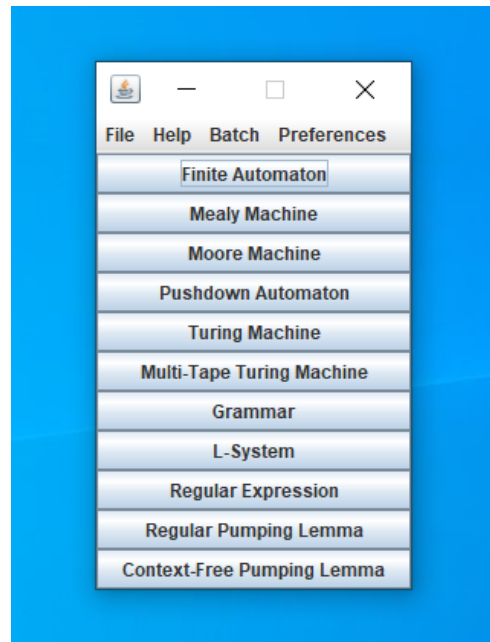 File Help Batch Preferences
Finite Automaton
Mealy Machine
Moore Machine
Pushdown Automaton
Turing Machine
Multi-Tape Turing Machine
Grammar
L-System
Regular Expression
Regular Pumping Lemma
Context-Free Pumping Lemma